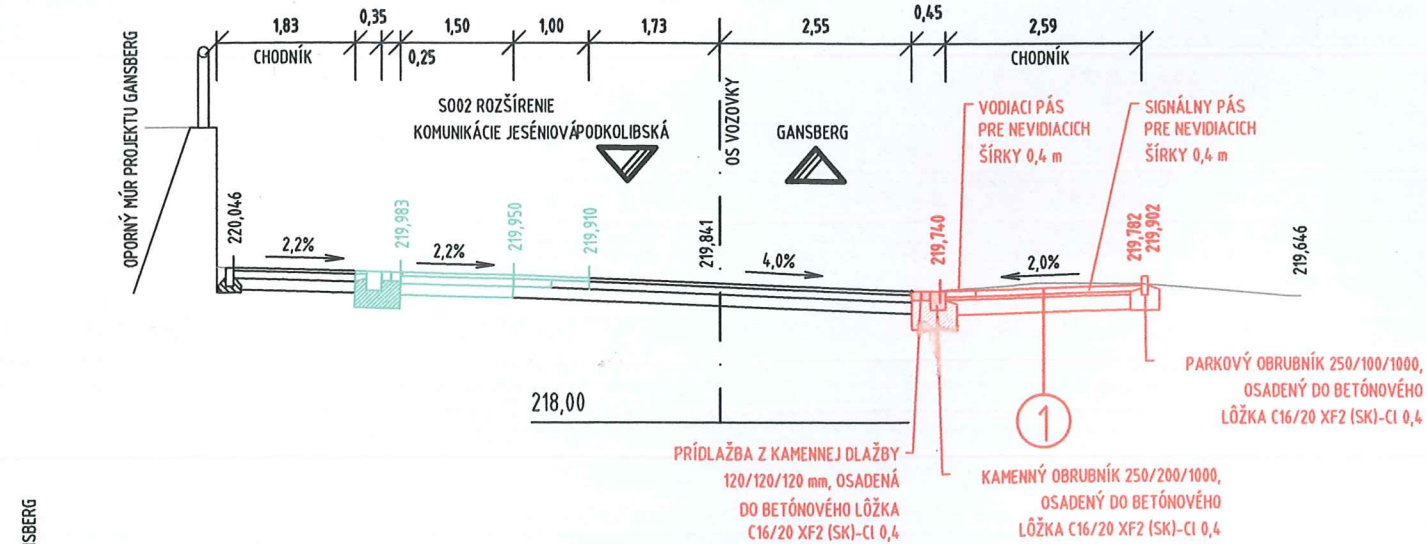 1,83
0,35
1,50
1,00
1,73
2,55
0,45
2,59
CHODNÍK
0,25
CHODNÍK
OPORNÝ MÚR PROJEKTU GANSBERG
S002 ROZŠÍRENIE
KOMUNIKÁCIE JESÉNIOVÁ
PODKOLIBSKÁ
OS VOZOVKY
GANSBERG
VODIACI PÁS
PRE NEVIDIACICH
ŠÍRKY 0,4 m
SIGNÁLNY PÁS
PRE NEVIDIACICH
ŠÍRKY 0,4 m
220,046
2,2%
219,983
2,2%
219,950
219,910
219,841
4,0%
219,740
2,0%
219,782
219,902
219,646
218,00
1
PARKOVÝ OBRUBNÍK 250/100/1000,
OSADENÝ DO BETÓNOVÉHO
LÔŽKA C16/20 XF2 (SK)-Cl 0,4
PRÍDLAŽBA Z KAMENNEJ DLAŽBY
120/120/120 mm, OSADENÁ
DO BETÓNOVÉHO LÔŽKA
C16/20 XF2 (SK)-Cl 0,4
KAMENNÝ OBRUBNÍK 250/200/1000,
OSADENÝ DO BETÓNOVÉHO
LÔŽKA C16/20 XF2 (SK)-Cl 0,4